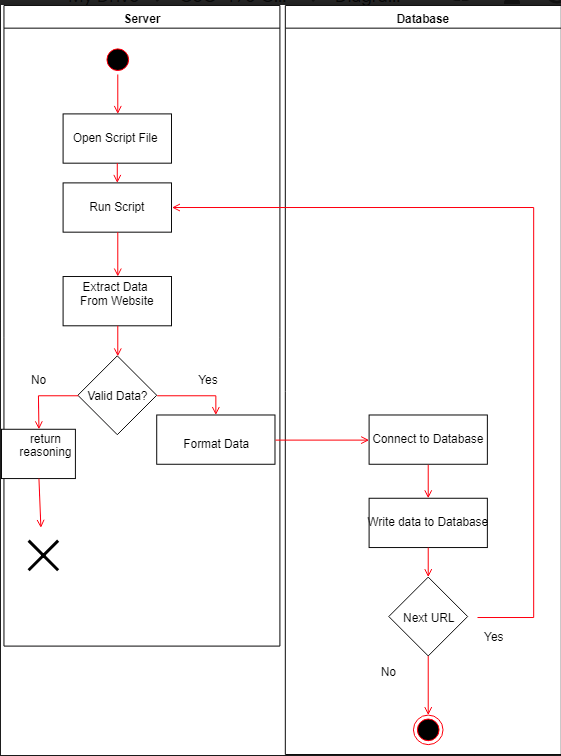 Server
Database
Open Script File
Run Script
Extract Data
From Website
No
Valid Data?
Yes
return
reasoning
Format Data
Connect to Database
Write data to Database
Next URL
Yes
No